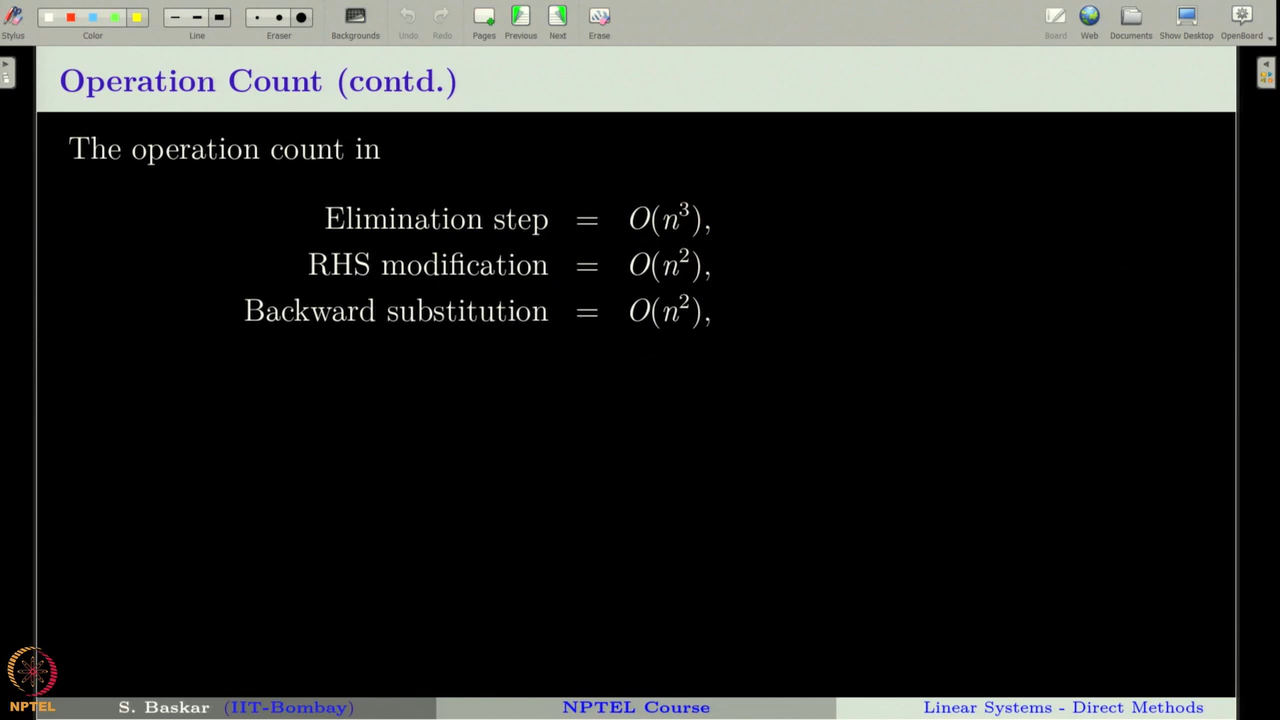 Stylus Color Line Eraser Backgrounds Undo Redo Pages Previous Next Erase Board Web Documents Show Desktop OpenBoard
Operation Count (contd.)
The operation count in
Elimination step = O(n³),
RHS modification = O(n²),
Backward substitution = O(n²),
NPTEL
S. Baskar (IIT-Bombay) NPTEL Course Linear Systems - Direct Methods